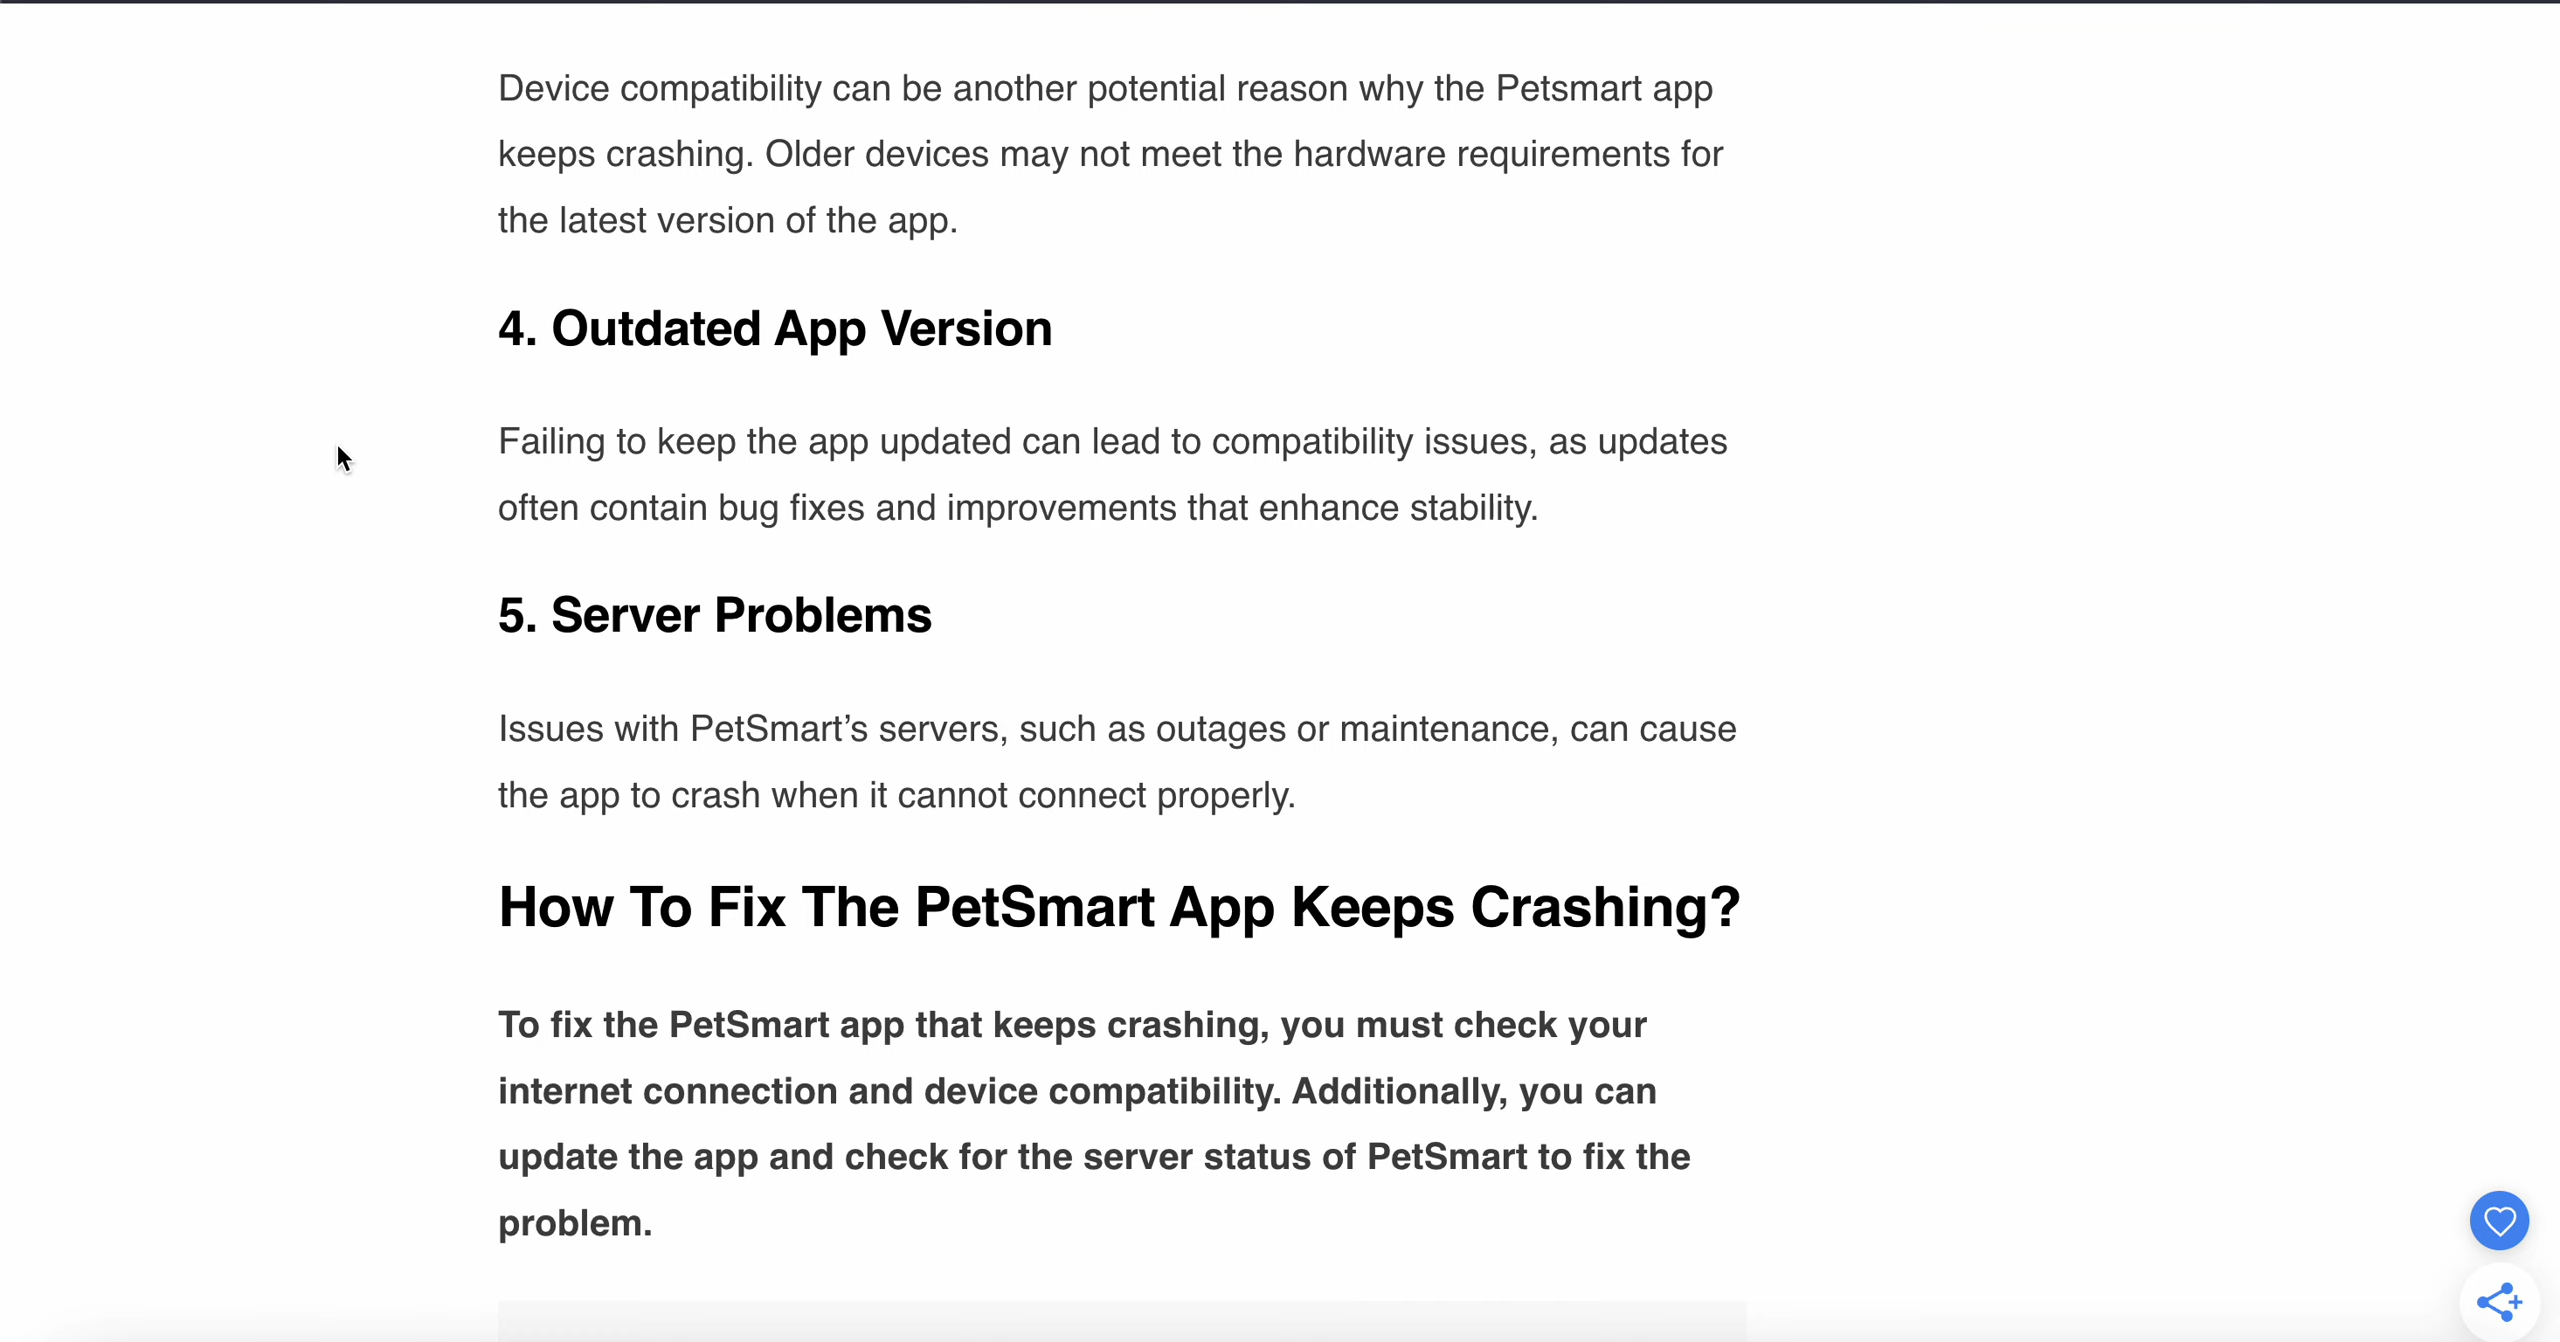 Device compatibility can be another potential reason why the Petsmart app
keeps crashing. Older devices may not meet the hardware requirements for
the latest version of the app.
4. Outdated App Version
Failing to keep the app updated can lead to compatibility issues, as updates
often contain bug fixes and improvements that enhance stability.
5. Server Problems
Issues with PetSmart’s servers, such as outages or maintenance, can cause
the app to crash when it cannot connect properly.
How To Fix The PetSmart App Keeps Crashing?
To fix the PetSmart app that keeps crashing, you must check your
internet connection and device compatibility. Additionally, you can
update the app and check for the server status of PetSmart to fix the
problem.